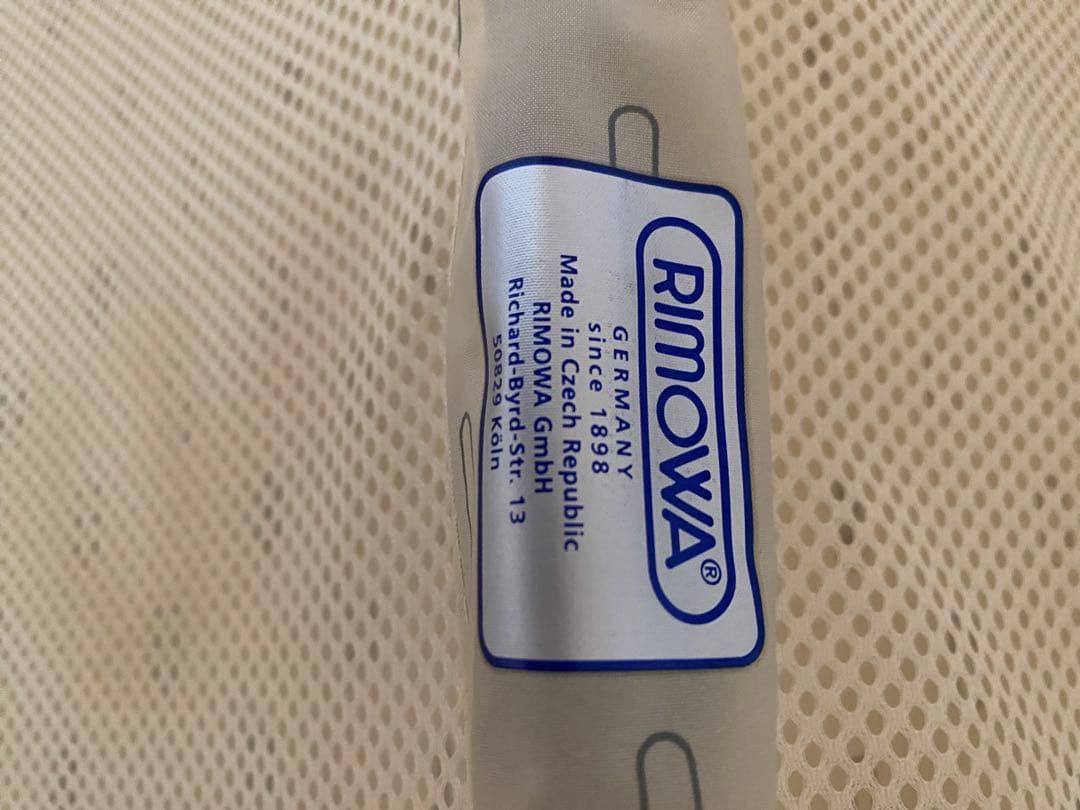 RIMOWA®
GERMANY
since 1898
Made in Czech Republic
RIMOWA GmbH
Richard-Byrd-Str. 13
50829 Köln